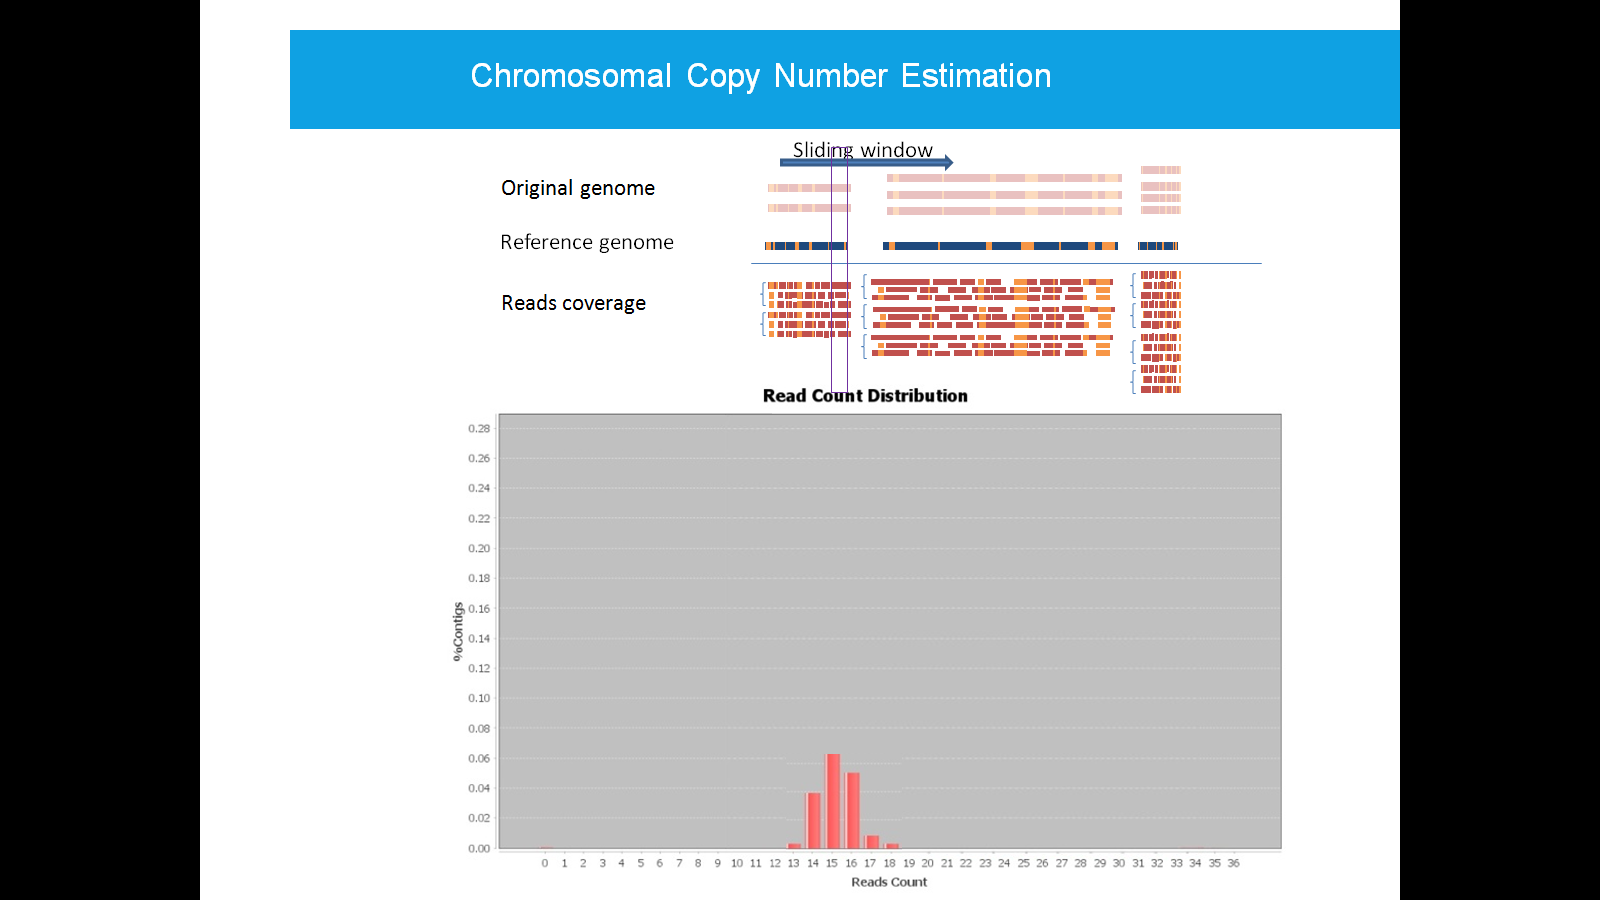 Chromosomal Copy Number Estimation
Sliding window
Original genome
Reference genome
Reads coverage
Read Count Distribution
0.28
0.26
0.24
0.22
0.20
0.18
0.16
0.14
0.12
0.10
0.08
0.06
0.04
0.02
0.00
%Contigs
0 1 2 3 4 5 6 7 8 9 10 11 12 13 14 15 16 17 18 19 20 21 22 23 24 25 26 27 28 29 30 31 32 33 34 35 36
Reads Count